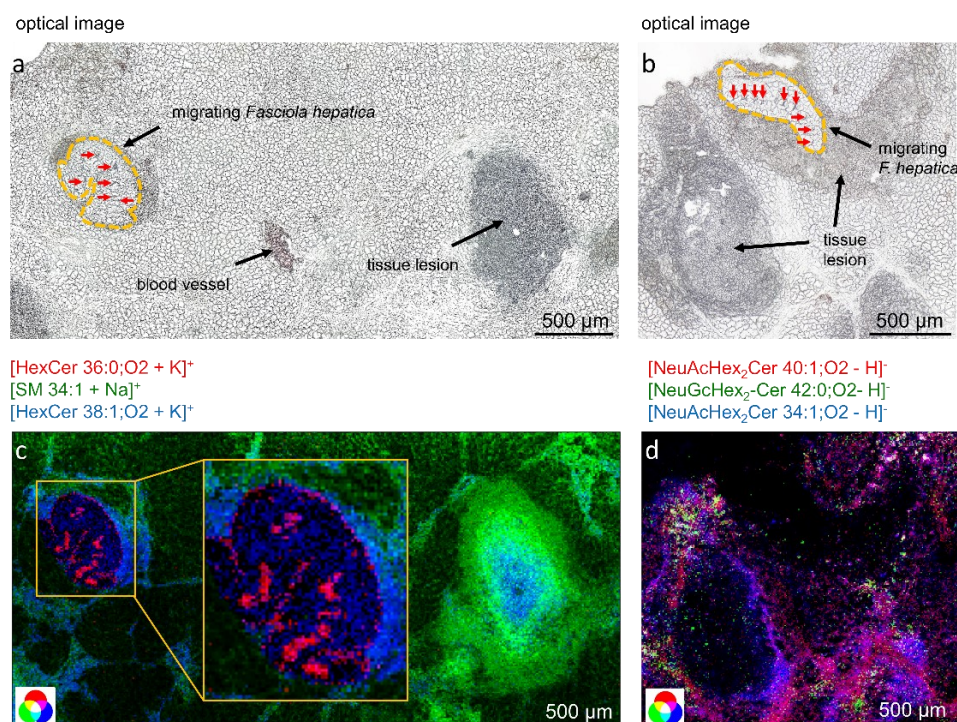 optical image
optical image
a
migrating Fasciola hepatica
blood vessel
tissue lesion
500 µm
b
migrating
F. hepatica
tissue
lesion
500 µm
[HexCer 36:0;O2 + K]⁺
[SM 34:1 + Na]⁺
[HexCer 38:1;O2 + K]⁺
[NeuAcHex₂Cer 40:1;O2 - H]⁻
[NeuGcHex₂-Cer 42:0;O2- H]⁻
[NeuAcHex₂Cer 34:1;O2 - H]⁻
c
500 µm
d
500 µm